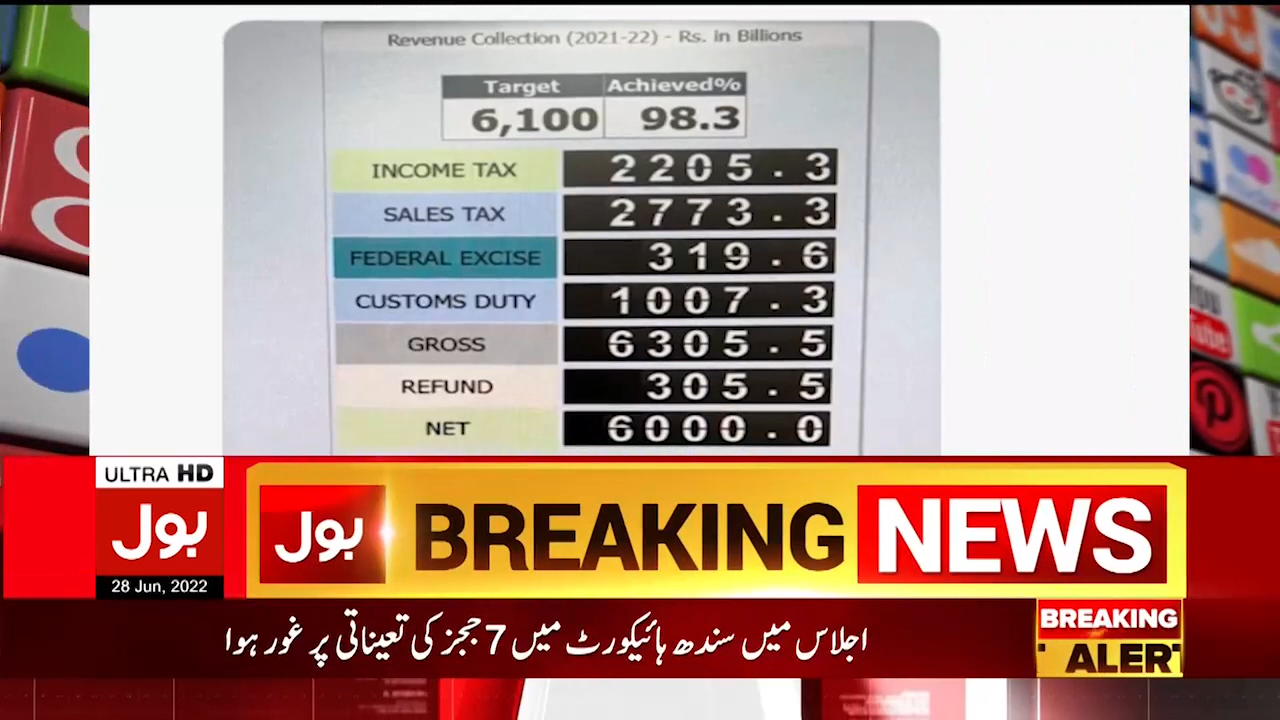 Revenue Collection (2021-22) - Rs. in Billions
Target Achieved%
6,100 98.3
INCOME TAX 2205.3
SALES TAX 2773.3
FEDERAL EXCISE 319.6
CUSTOMS DUTY 1007.3
GROSS 6305.5
REFUND 305.5
NET 6000.0
ULTRA HD
بول
28 Jun, 2022
بول BREAKING NEWS
اجلاس میں سندھ ہائیکورٹ میں 7 ججز کی تعیناتی پر غور ہوا
BREAKING
ALERT
You
Tube